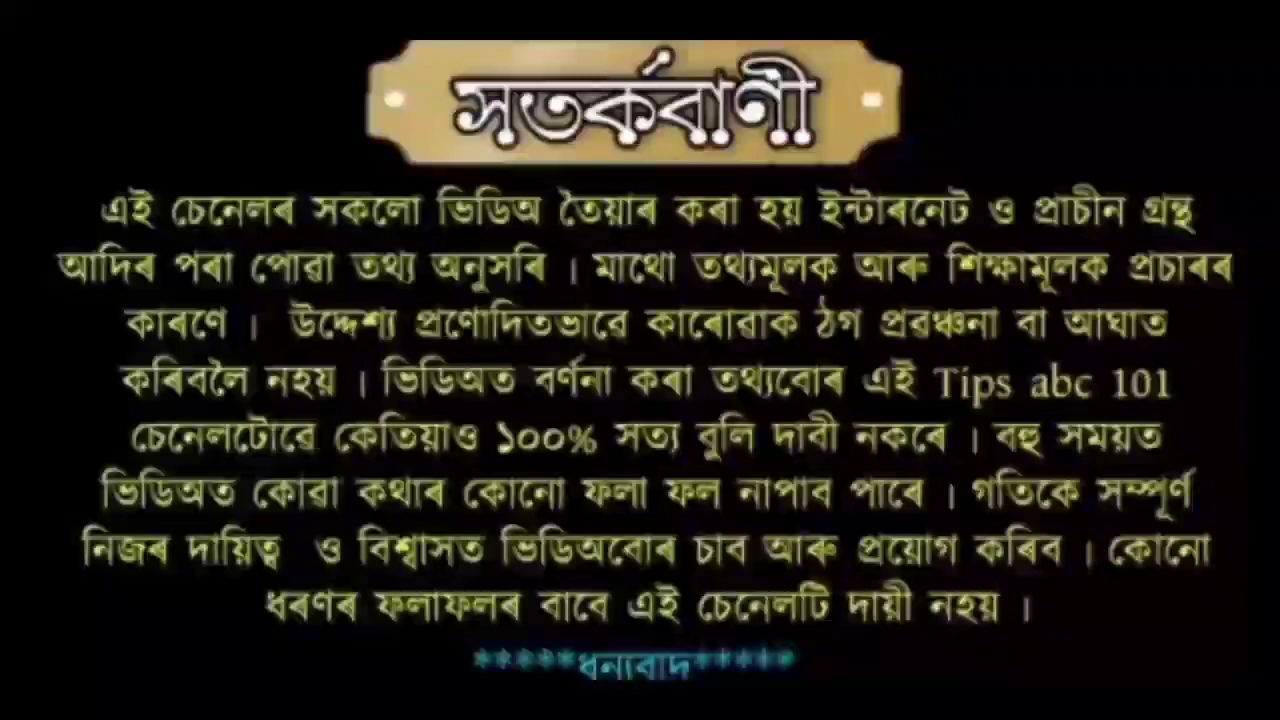 সতৰ্কবাণী
এই চেনেলৰ সকলো ভিডিঅ তৈয়াৰ কৰা হয় ইন্টাৰনেট ও প্ৰাচীন গ্ৰন্থ
আদিৰ পৰা পোৱা তথ্য অনুসৰি । মাথো তথ্যমূলক আৰু শিক্ষামূলক প্ৰচাৰৰ
কাৰণে । উদ্দেশ্য প্ৰণোদিতভাৱে কাৰোৱাক ঠগ প্ৰৱঞ্চনা বা আঘাত
কৰিবলৈ নহয় । ভিডিঅত বৰ্ণনা কৰা তথ্যবোৰ এই Tips abc 101
চেনেলটোৱে কেতিয়াও ১০০% সত্য বুলি দাবী নকৰে । বহু সময়ত
ভিডিঅত কোৱা কথাৰ কোনো ফলা ফল নাপাব পাৰে । গতিকে সম্পূৰ্ণ
নিজৰ দায়িত্ব ও বিশ্বাসত ভিডিঅবোৰ চাব আৰু প্ৰয়োগ কৰিব । কোনো
ধৰণৰ ফলাফলৰ বাবে এই চেনেলটি দায়ী নহয় ।
*****ধন্যবাদ*****